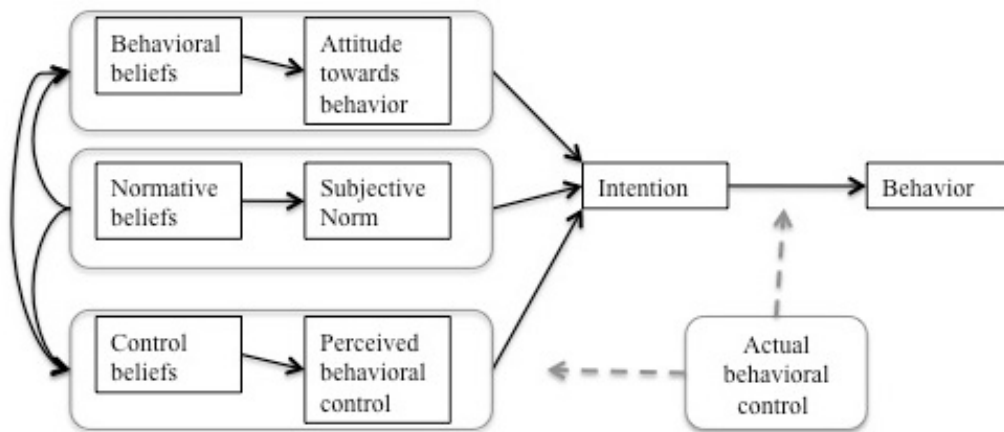 Behavioral
beliefs
Attitude
towards
behavior
Normative
beliefs
Subjective
Norm
Intention
Behavior
Control
beliefs
Perceived
behavioral
control
Actual
behavioral
control